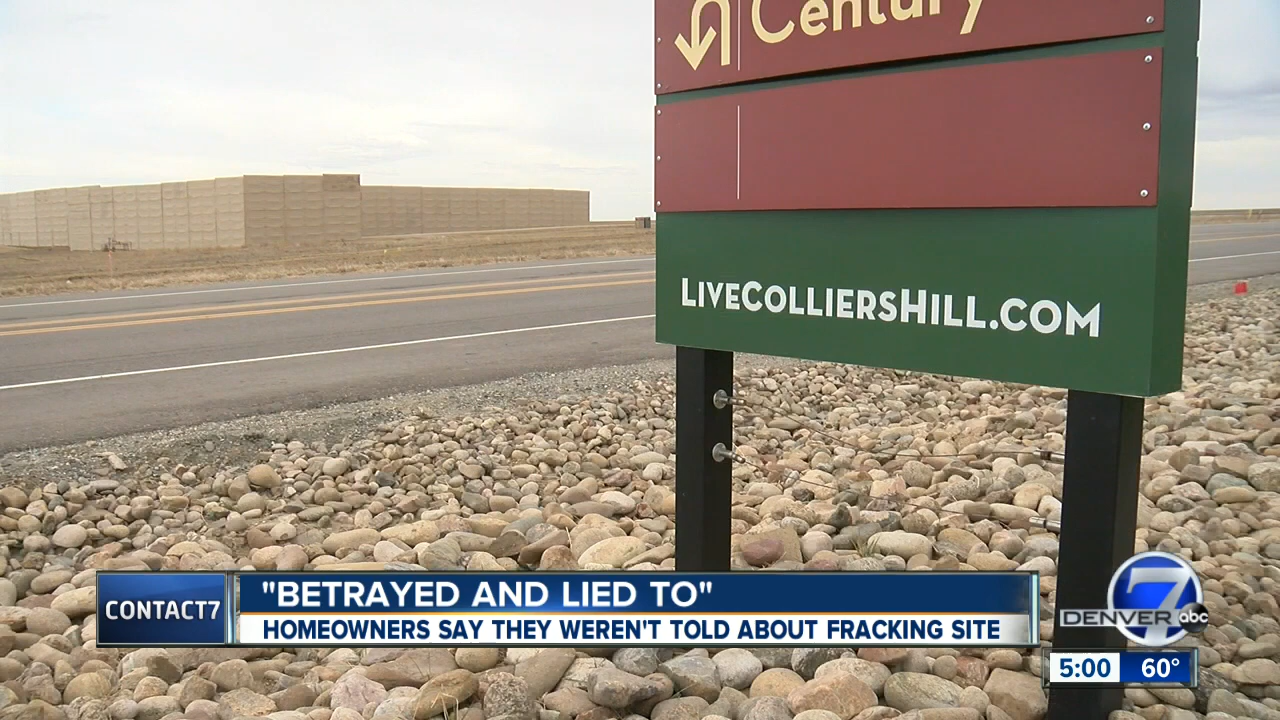 Century
LIVECOLLIERSHILL.COM
CONTACT7
"BETRAYED AND LIED TO"
HOMEOWNERS SAY THEY WEREN'T TOLD ABOUT FRACKING SITE
DENVER 7 abc
5:00 60°